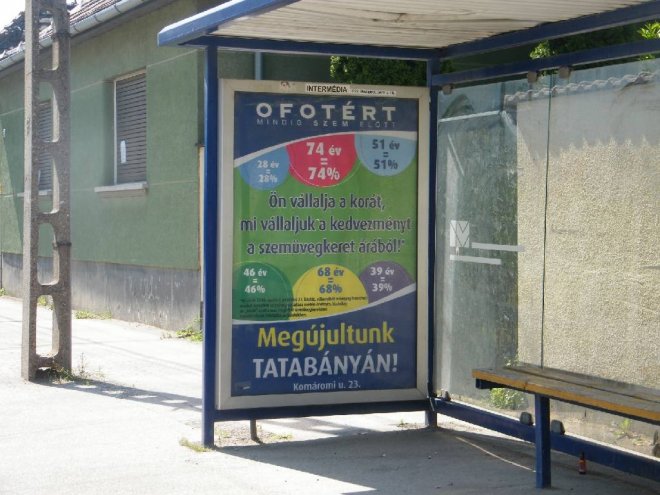 INTERMÉDIA
OFOTÉRT
MINDIG SZEM ELŐTT
28 év
=
28%
74 év
=
74%
51 év
=
51%
Ön vállalja a korát,
mi vállaljuk a kedvezményt
a szemüvegkeret árából!*
46 év
=
46%
68 év
=
68%
39 év
=
39%
Megújultunk
TATABÁNYÁN!
Komáromi u. 23.